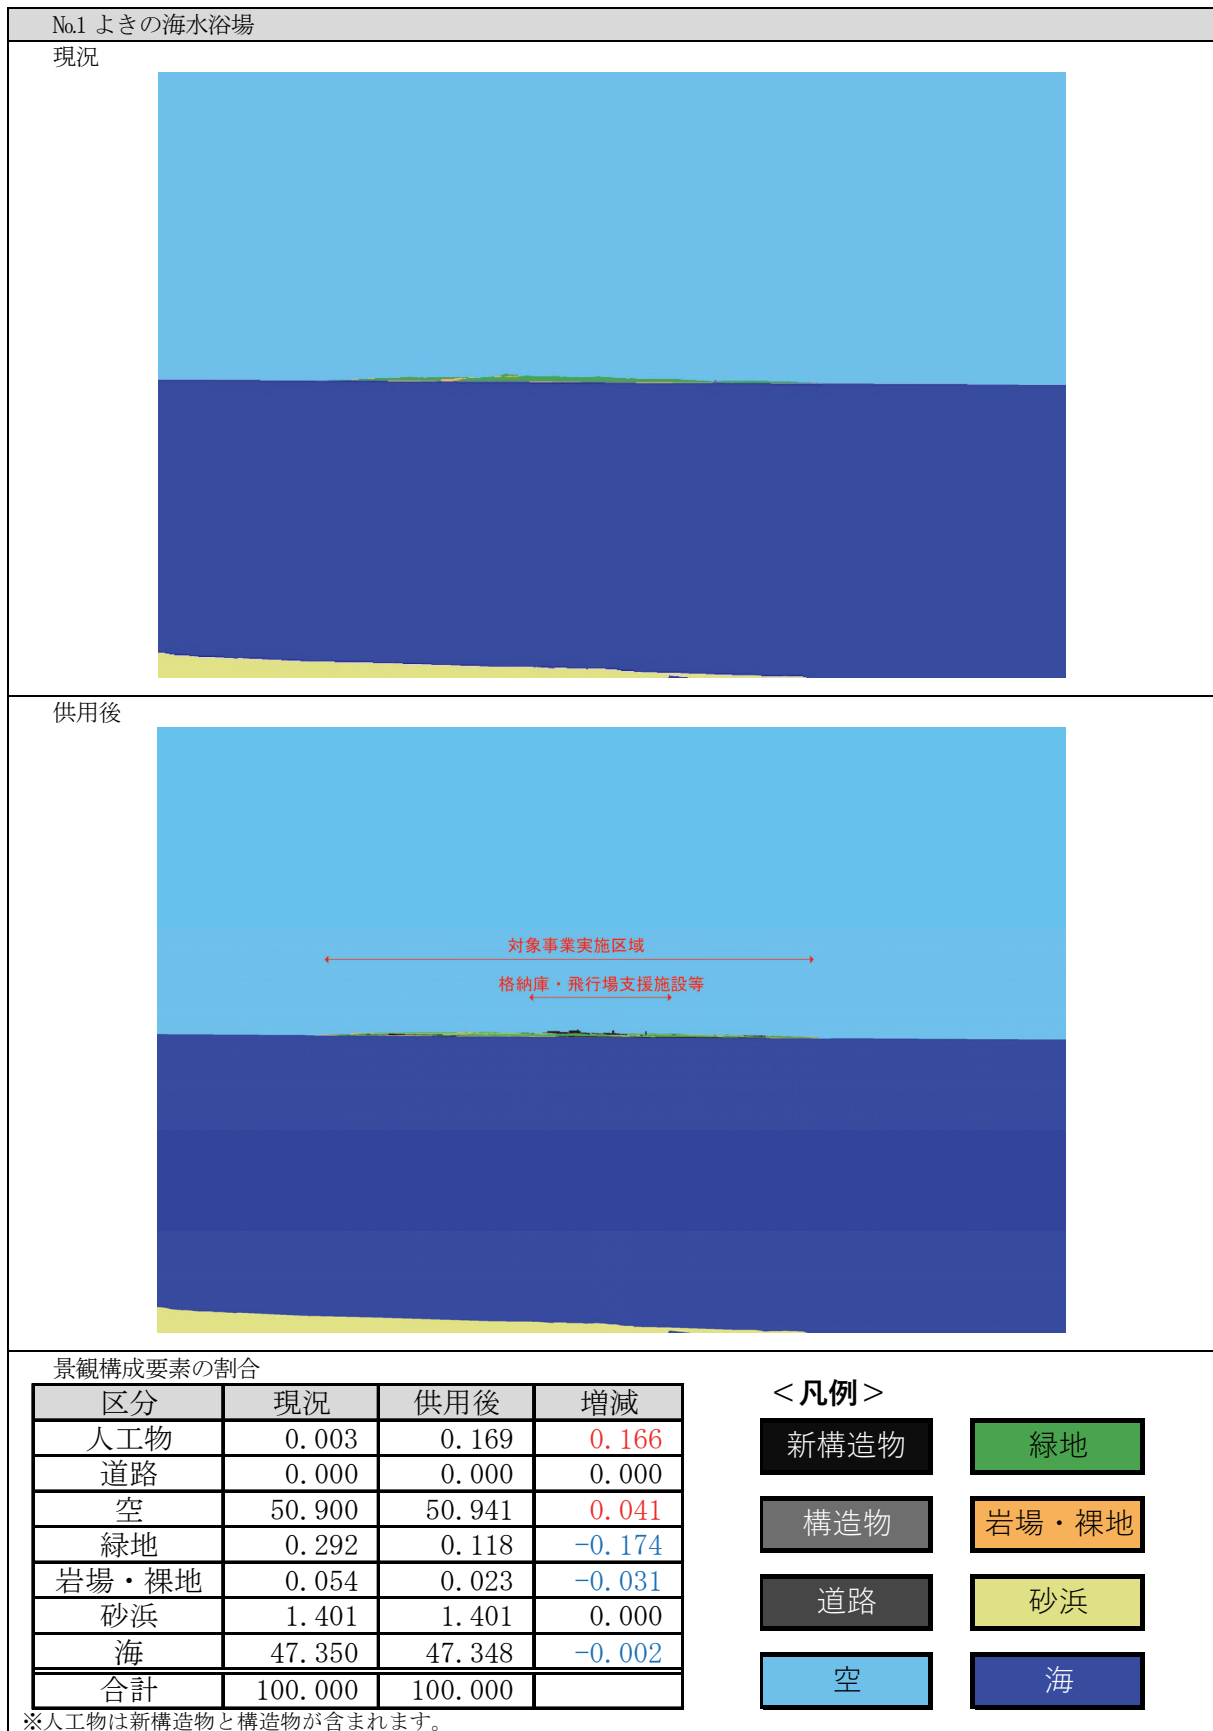 №1 よきの海水浴場
現況
供用後
対象事業実施区域
格納庫・飛行場支援施設等
景観構成要素の割合
区分 現況 供用後 増減
人工物 0.003 0.169 0.166
道路 0.000 0.000 0.000
空 50.900 50.941 0.041
緑地 0.292 0.118 -0.174
岩場・裸地 0.054 0.023 -0.031
砂浜 1.401 1.401 0.000
海 47.350 47.348 -0.002
合計 100.000 100.000
※人工物は新構造物と構造物が含まれます。
＜凡例＞
新構造物 緑地
構造物 岩場・裸地
道路 砂浜
空 海